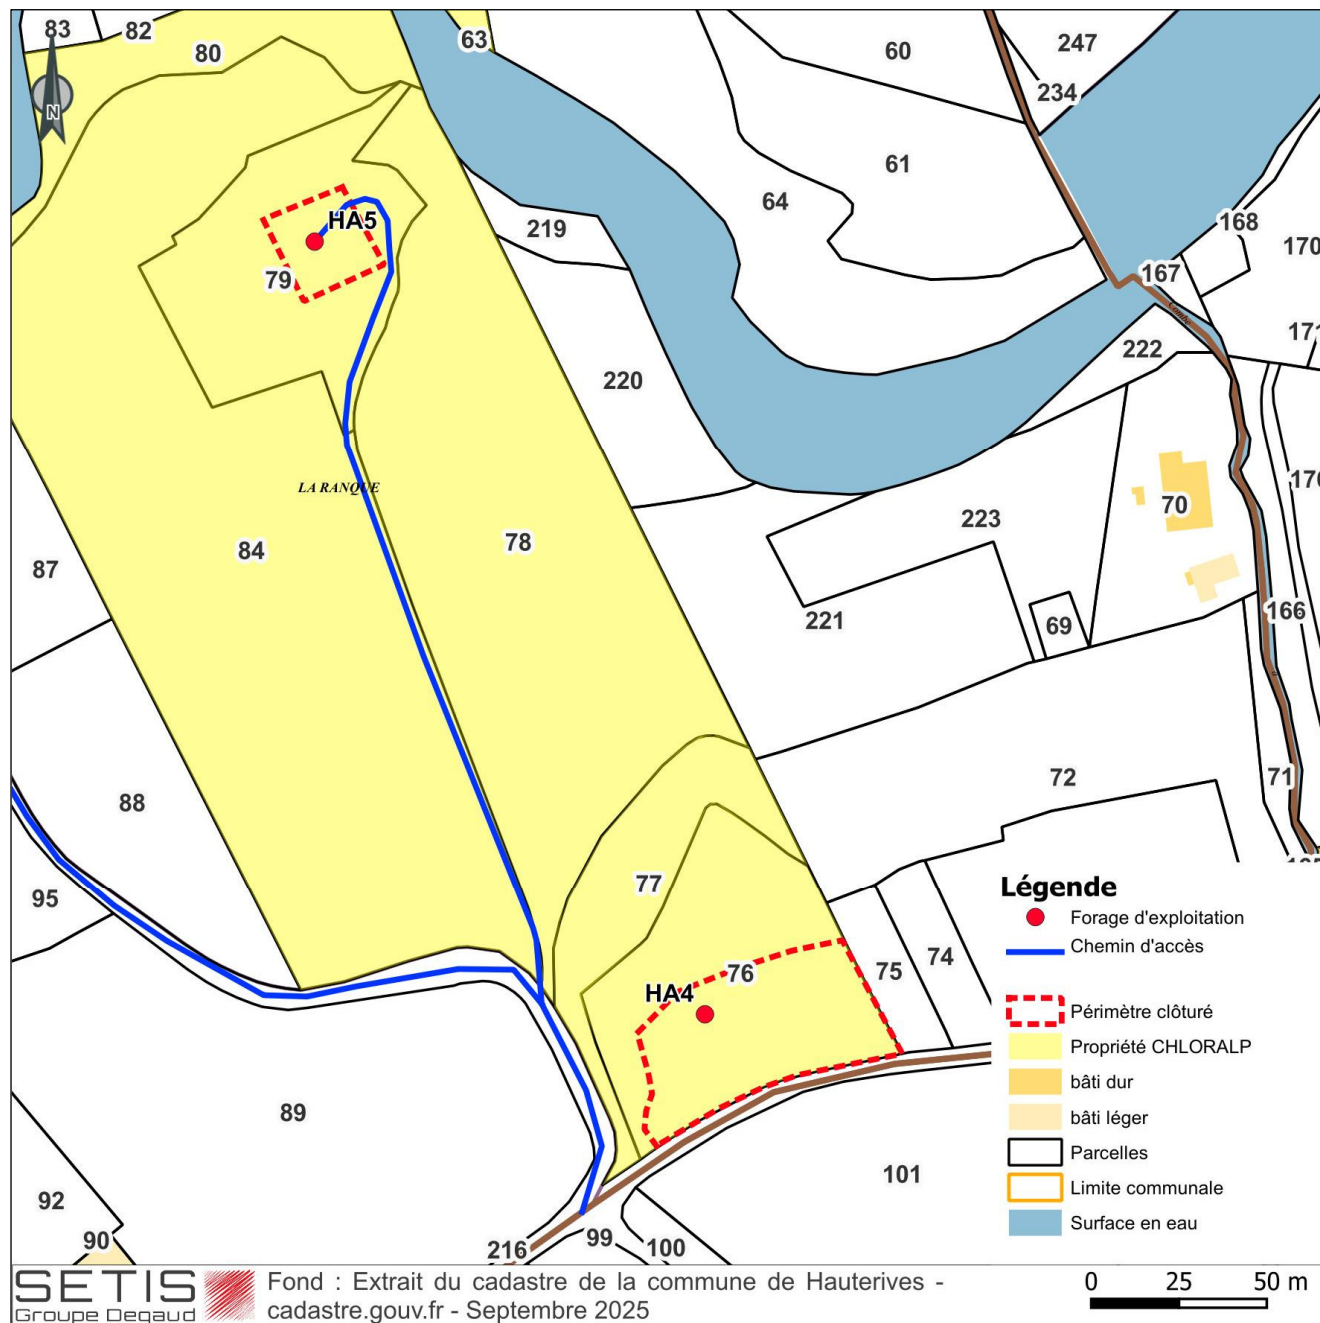 83
82
80
63
60
247
234
61
64
N
168
170
219
HA5
79
167
Combe
171
222
220
LA RANQUE
84
78
223
70
170
87
221
69
166
88
72
71
95
77
75
74
76
HA4
89
101
92
90
216
99
100
Légende
Forage d'exploitation
Chemin d'accès
Périmètre clôturé
Propriété CHLORALP
bâti dur
bâti léger
Parcelles
Limite communale
Surface en eau
SETIS
Groupe Degaud
Fond : Extrait du cadastre de la commune de Hauterives -
cadastre.gouv.fr - Septembre 2025
0 25 50 m